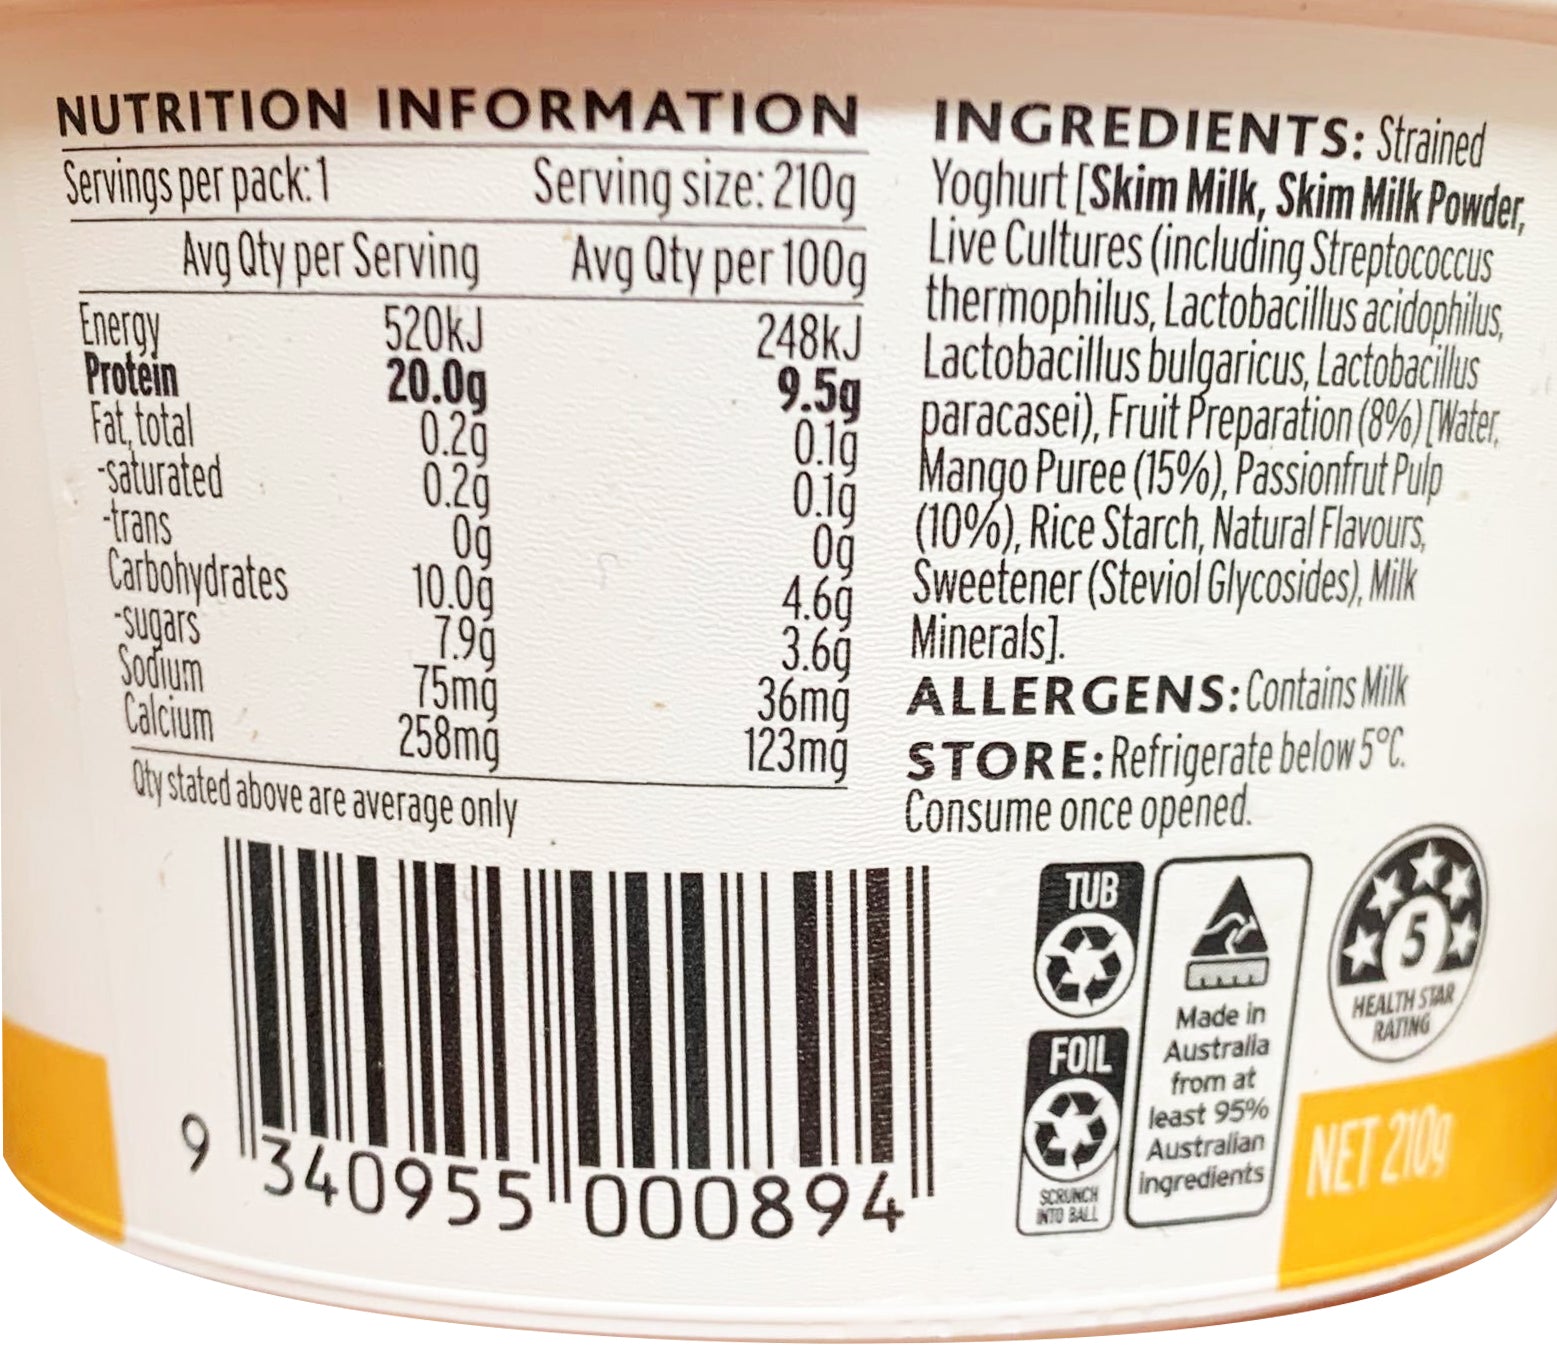 NUTRITION INFORMATION
Servings per pack: 1 Serving size: 210g
Avg Qty per Serving Avg Qty per 100g
Energy 520kJ 248kJ
Protein 20.0g 9.5g
Fat, total 0.2g 0.1g
-saturated 0.2g 0.1g
-trans 0g 0g
Carbohydrates 10.0g 4.6g
-sugars 7.9g 3.6g
Sodium 75mg 36mg
Calcium 258mg 123mg
Qty stated above are average only
INGREDIENTS: Strained
Yoghurt [Skim Milk, Skim Milk Powder,
Live Cultures (including Streptococcus
thermophilus, Lactobacillus acidophilus,
Lactobacillus bulgaricus, Lactobacillus
paracasei), Fruit Preparation (8%) [Water,
Mango Puree (15%), Passionfrut Pulp
(10%), Rice Starch, Natural Flavours,
Sweetener (Steviol Glycosides), Milk
Minerals].
ALLERGENS: Contains Milk
STORE: Refrigerate below 5°C.
Consume once opened.
9 340955 000894
TUB
FOIL
SCRUNCH
INTO BALL
Made in
Australia
from at
least 95%
Australian
ingredients
5
HEALTH STAR
RATING
NET 210g